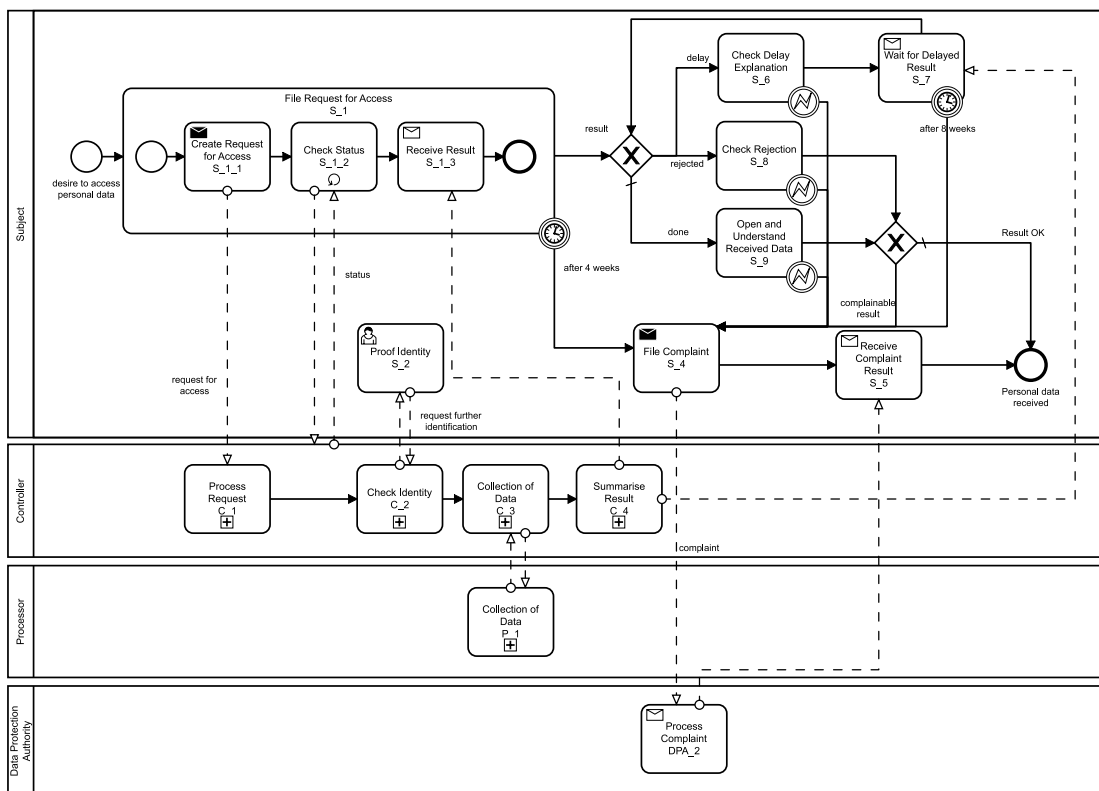 Subject
desire to access
personal data
File Request for Access
S_1
Create Request
for Access
S_1_1
Check Status
S_1_2
Receive Result
S_1_3
after 4 weeks
result
delay
rejected
done
Check Delay
Explanation
S_6
Wait for Delayed
Result
S_7
after 8 weeks
Check Rejection
S_8
Open and
Understand
Received Data
S_9
Result OK
complainable
result
status
request for
access
Proof Identity
S_2
request further
identification
File Complaint
S_4
Receive
Complaint
Result
S_5
Personal data
received
Controller
Process
Request
C_1
Check Identity
C_2
Collection of
Data
C_3
Summarise
Result
C_4
complaint
Processor
Collection of
Data
P_1
Data Protection
Authority
Process
Complaint
DPA_2